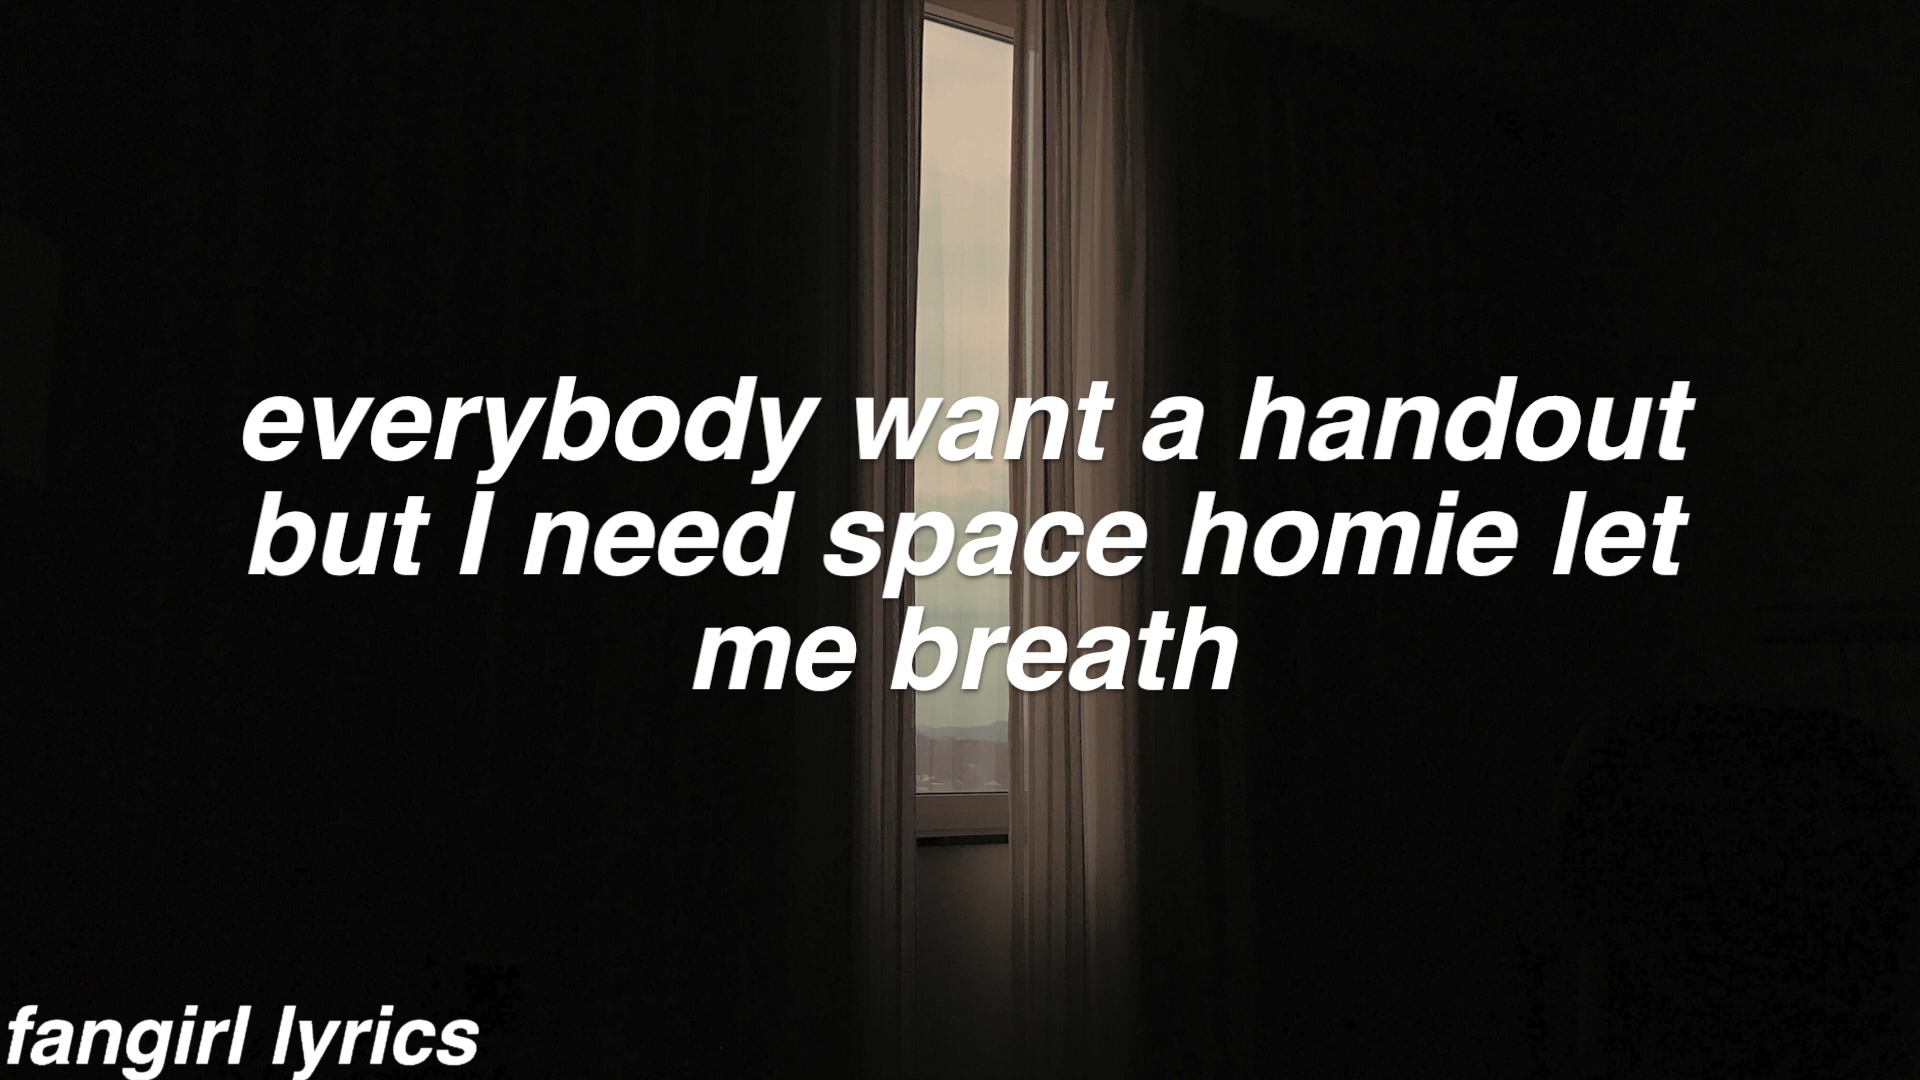 everybody want a handout
but I need space homie let
me breath
fangirl lyrics